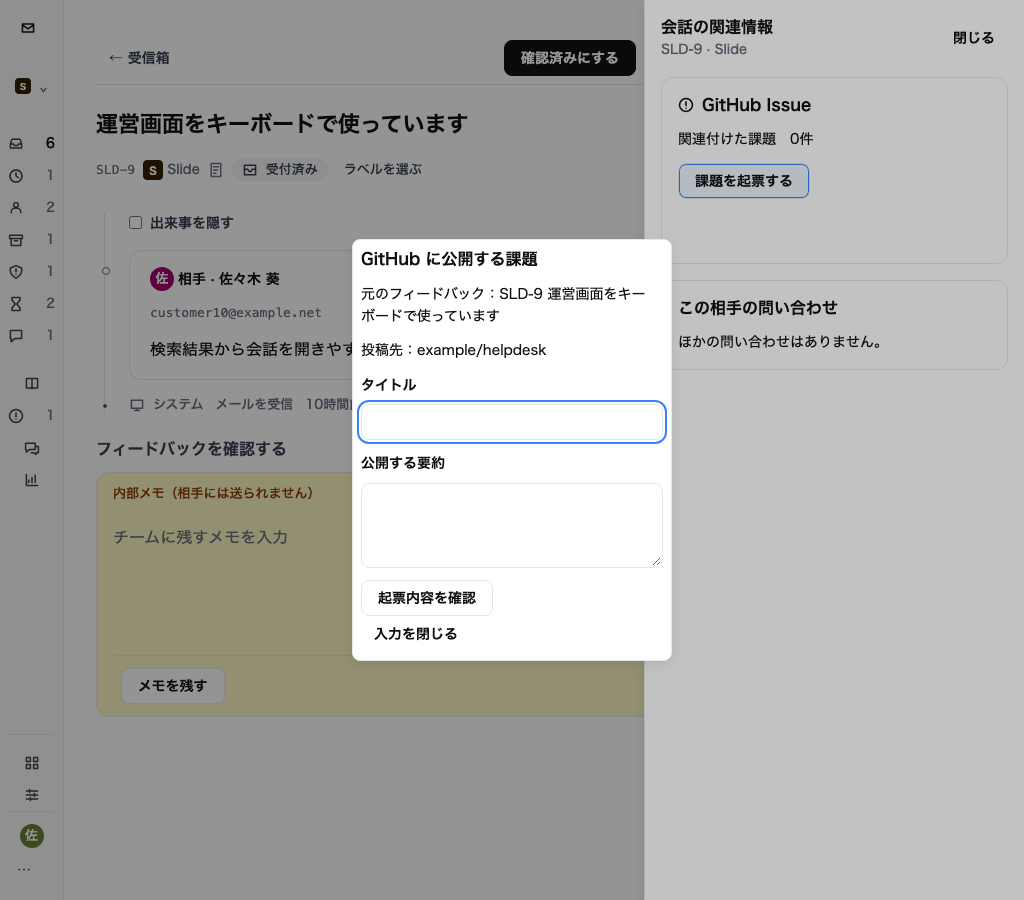 S
6
1
2
1
1
2
1
1
佐
…
← 受信箱
確認済みにする
運営画面をキーボードで使っています
SLD-9
S
Slide
受付済み
ラベルを選ぶ
出来事を隠す
佐
相手 · 佐々木 葵
customer10@example.net
検索結果から会話を開きやす
システム メールを受信 10時間
フィードバックを確認する
内部メモ（相手には送られません）
チームに残すメモを入力
メモを残す
GitHub に公開する課題
元のフィードバック：SLD-9 運営画面をキー
ボードで使っています
投稿先：example/helpdesk
タイトル
公開する要約
起票内容を確認
入力を閉じる
会話の関連情報
SLD-9 · Slide
閉じる
GitHub Issue
関連付けた課題 0件
課題を起票する
この相手の問い合わせ
ほかの問い合わせはありません。